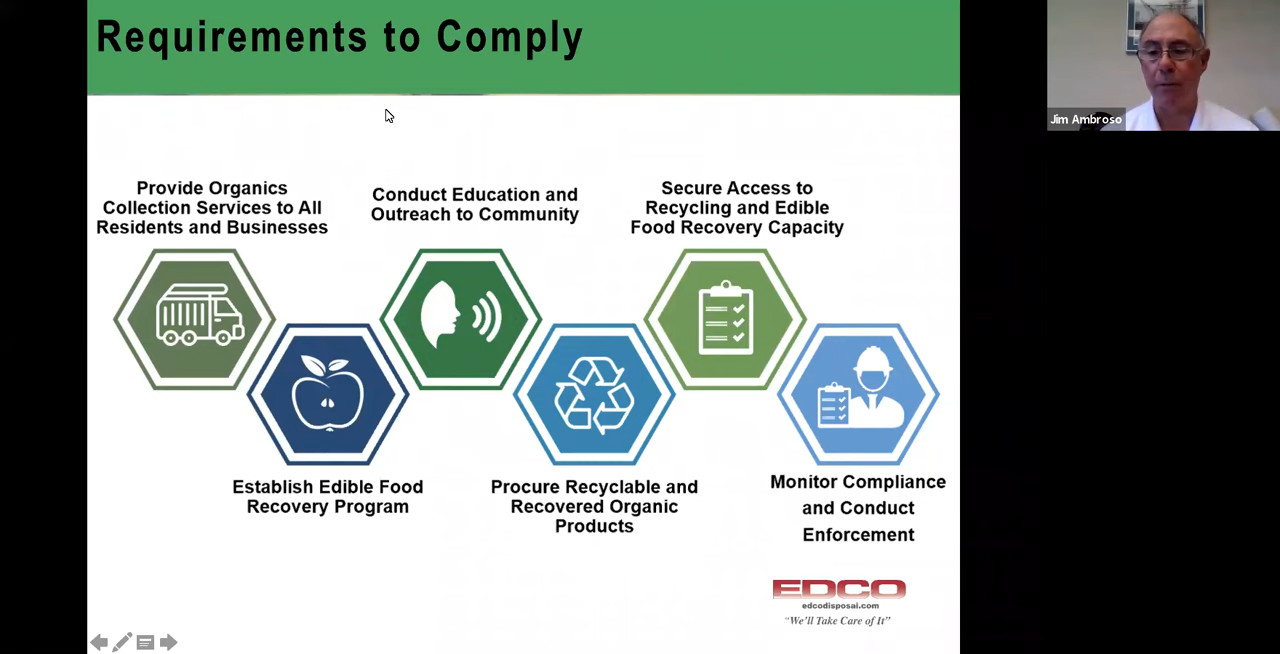 Requirements to Comply
Jim Ambroso
Provide Organics
Collection Services to All
Residents and Businesses
Conduct Education and
Outreach to Community
Secure Access to
Recycling and Edible
Food Recovery Capacity
Establish Edible Food
Recovery Program
Procure Recyclable and
Recovered Organic
Products
Monitor Compliance
and Conduct
Enforcement
EDCO
edcodisposal.com
"We'll Take Care of It"